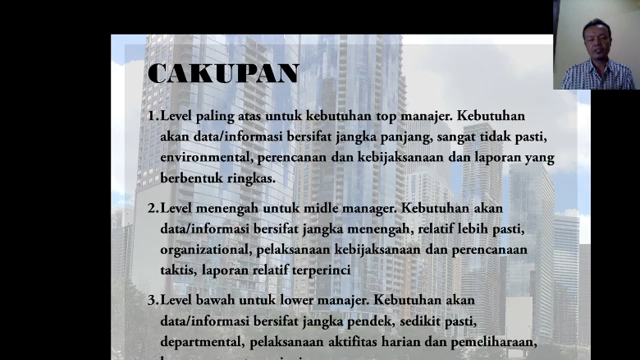 CAKUPAN
1.Level paling atas untuk kebutuhan top manajer. Kebutuhan
akan data/informasi bersifat jangka panjang, sangat tidak pasti,
environmental, perencanan dan kebijaksanaan dan laporan yang
berbentuk ringkas.
2.Level menengah untuk midle manager. Kebutuhan akan
data/informasi bersifat jangka menengah, relatif lebih pasti,
organizational, pelaksanaan kebijaksanaan dan perencanaan
taktis, laporan relatif terperinci
3.Level bawah untuk lower manajer. Kebutuhan akan
data/informasi bersifat jangka pendek, sedikit pasti,
departmental, pelaksanaan aktifitas harian dan pemeliharaan,